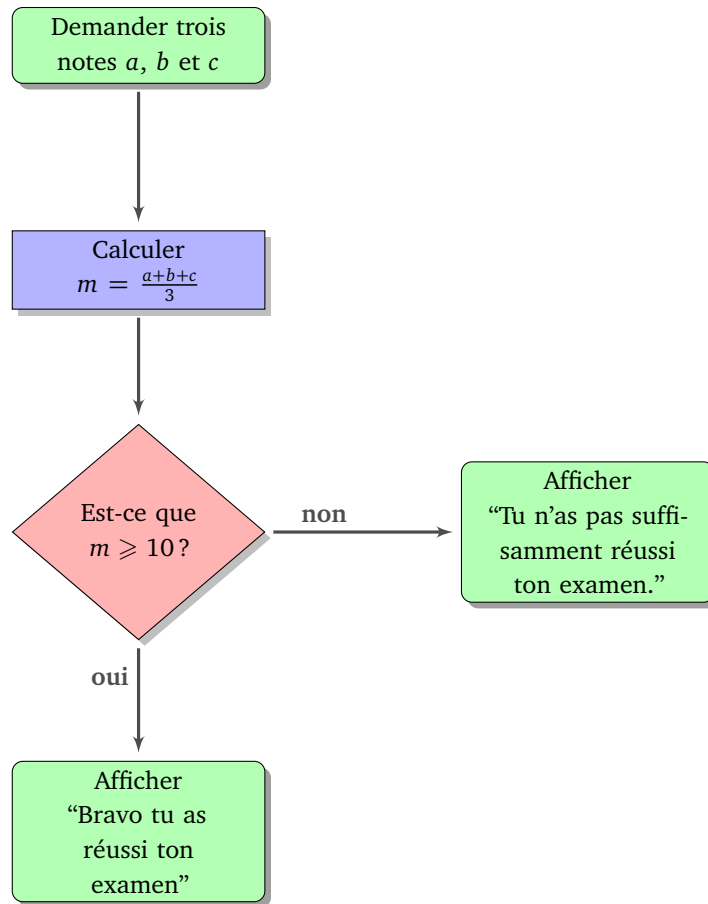 Demander trois
notes a, b et c
Calculer
m = \frac{a+b+c}{3}
Est-ce que
m ⩾ 10 ?
non
Afficher
“Tu n'as pas suffi-
samment réussi
ton examen.”
oui
Afficher
“Bravo tu as
réussi ton
examen”